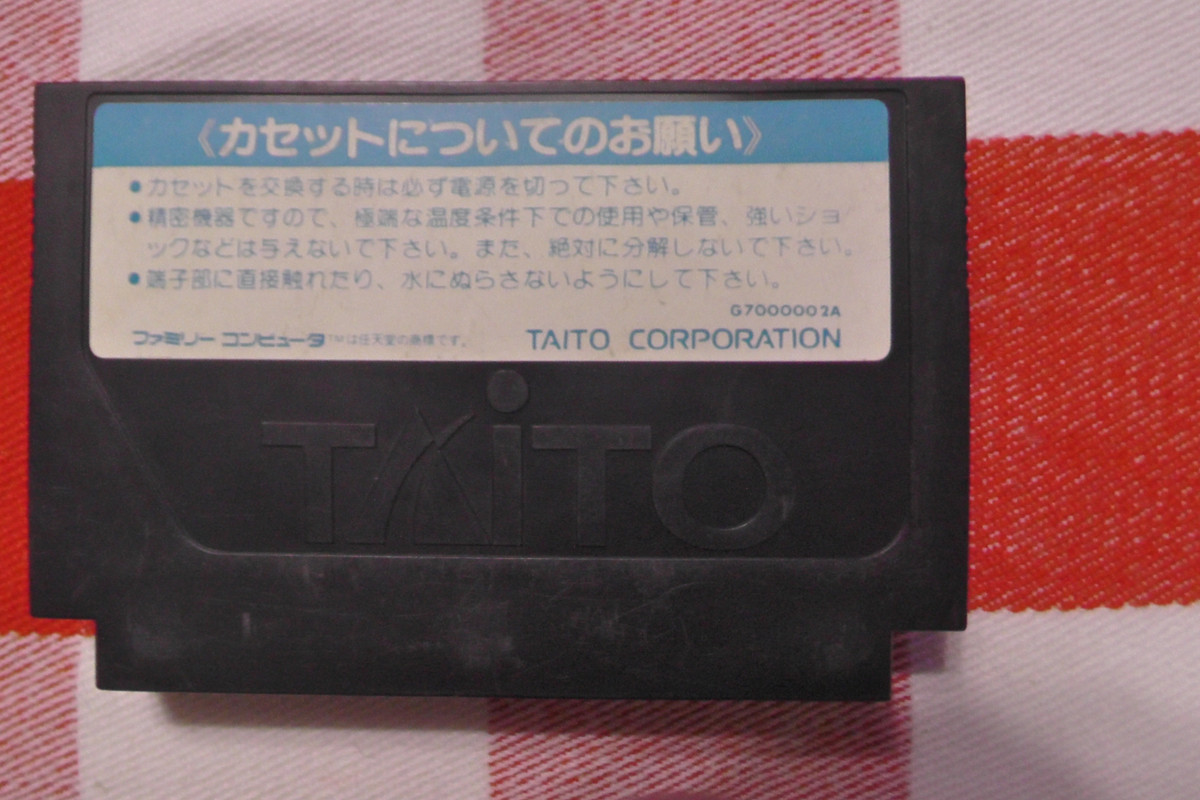 《カセットについてのお願い》
●カセットを交換する時は必ず電源を切って下さい。
●精密機器ですので、極端な温度条件下での使用や保管、強いショ
ックなどは与えないで下さい。また、絶対に分解しないで下さい。
●端子部に直接触れたり、水にぬらさないようにして下さい。
G7000002A
ファミリーコンピュータ™は任天堂の商標です。
TAITO CORPORATION
TAITO